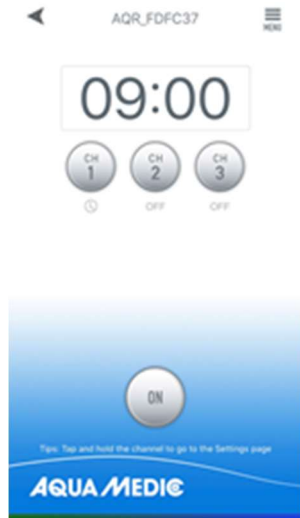 AQR_FDFC37
MENU
09:00
CH 1
CH 2
CH 3
OFF
OFF
ON
Tips: Tap and hold the channel to go to the Settings page
AQUA MEDIC